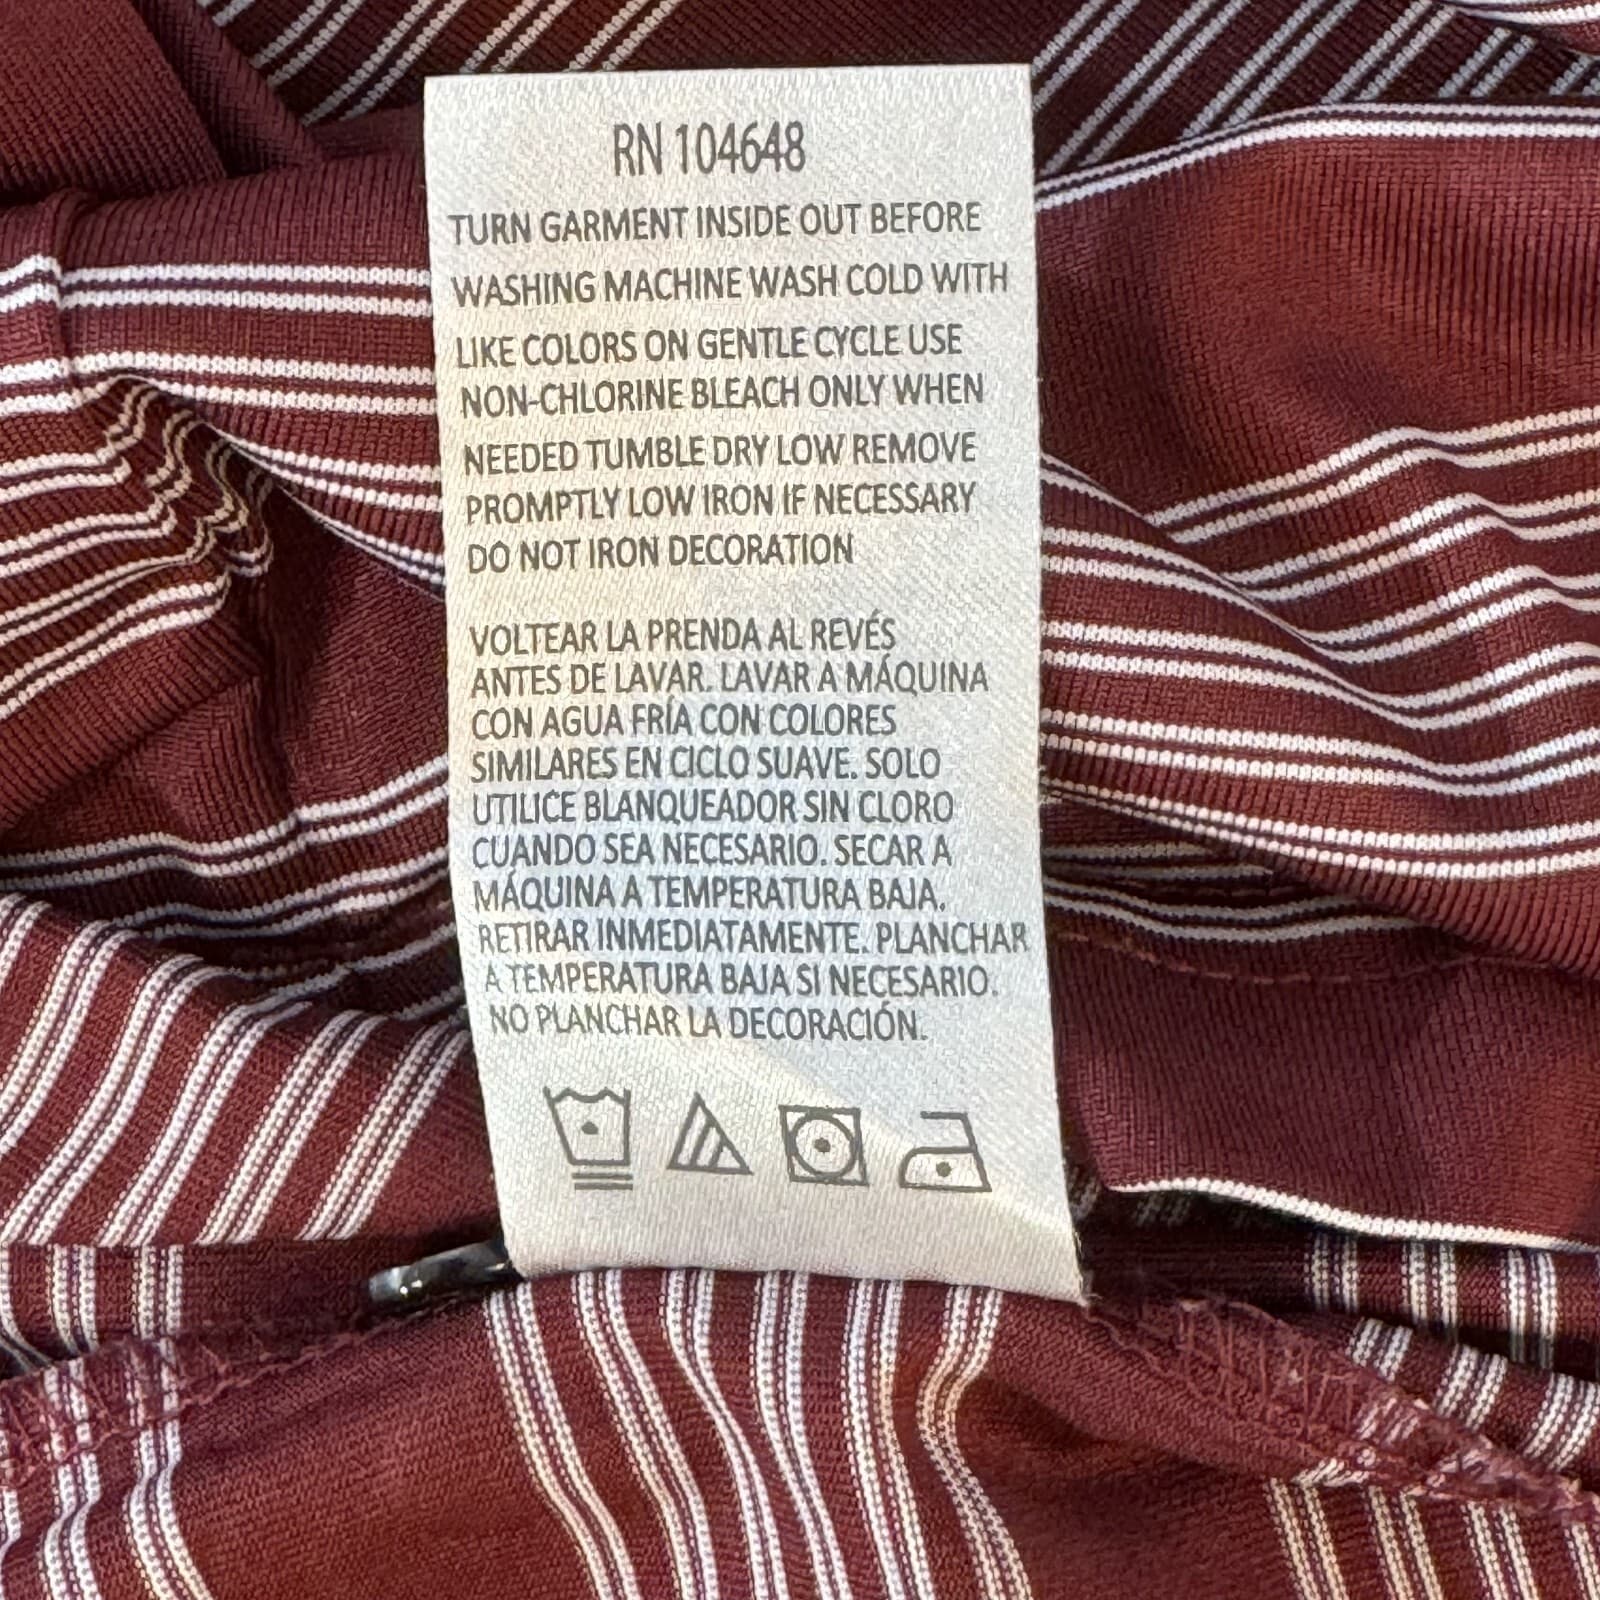 RN 104648
TURN GARMENT INSIDE OUT BEFORE
WASHING MACHINE WASH COLD WITH
LIKE COLORS ON GENTLE CYCLE USE
NON-CHLORINE BLEACH ONLY WHEN
NEEDED TUMBLE DRY LOW REMOVE
PROMPTLY LOW IRON IF NECESSARY
DO NOT IRON DECORATION
VOLTEAR LA PRENDA AL REVÉS
ANTES DE LAVAR. LAVAR A MÁQUINA
CON AGUA FRÍA CON COLORES
SIMILARES EN CICLO SUAVE. SOLO
UTILICE BLANQUEADOR SIN CLORO
CUANDO SEA NECESARIO. SECAR A
MÁQUINA A TEMPERATURA BAJA.
RETIRAR INMEDIATAMENTE. PLANCHAR
A TEMPERATURA BAJA SI NECESARIO.
NO PLANCHAR LA DECORACIÓN.